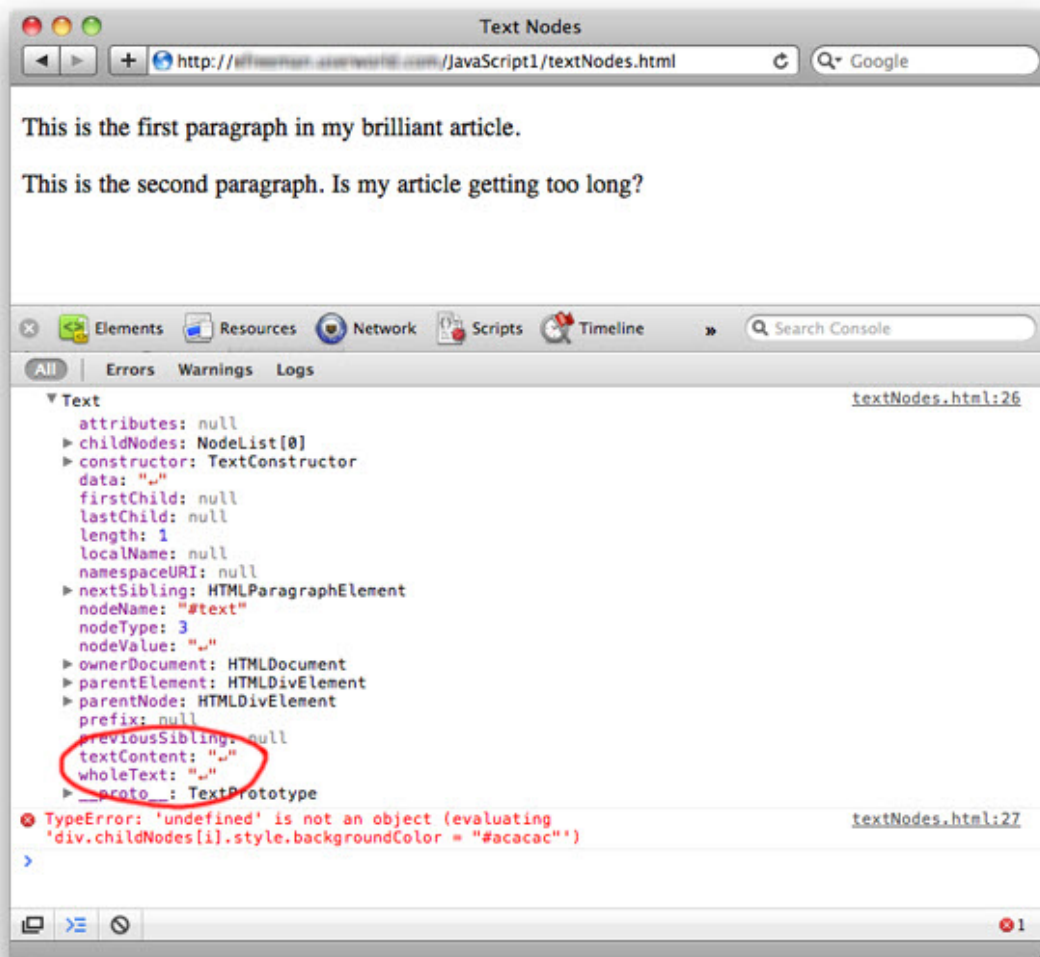 Text Nodes
http:// /JavaScript1/textNodes.html
Google
This is the first paragraph in my brilliant article.
This is the second paragraph. Is my article getting too long?
Elements Resources Network Scripts Timeline » Search Console
All Errors Warnings Logs
▼Text textNodes.html:26
attributes: null
▶childNodes: NodeList[0]
▶constructor: TextConstructor
data: "↵"
firstChild: null
lastChild: null
length: 1
localName: null
namespaceURI: null
▶nextSibling: HTMLParagraphElement
nodeName: "#text"
nodeType: 3
nodeValue: "↵"
▶ownerDocument: HTMLDocument
▶parentElement: HTMLDivElement
▶parentNode: HTMLDivElement
prefix: null
previousSibling: null
textContent: "↵"
wholeText: "↵"
▶__proto__: TextPrototype
TypeError: 'undefined' is not an object (evaluating textNodes.html:27
'div.childNodes[i].style.backgroundColor = "#acacac"')
>
1